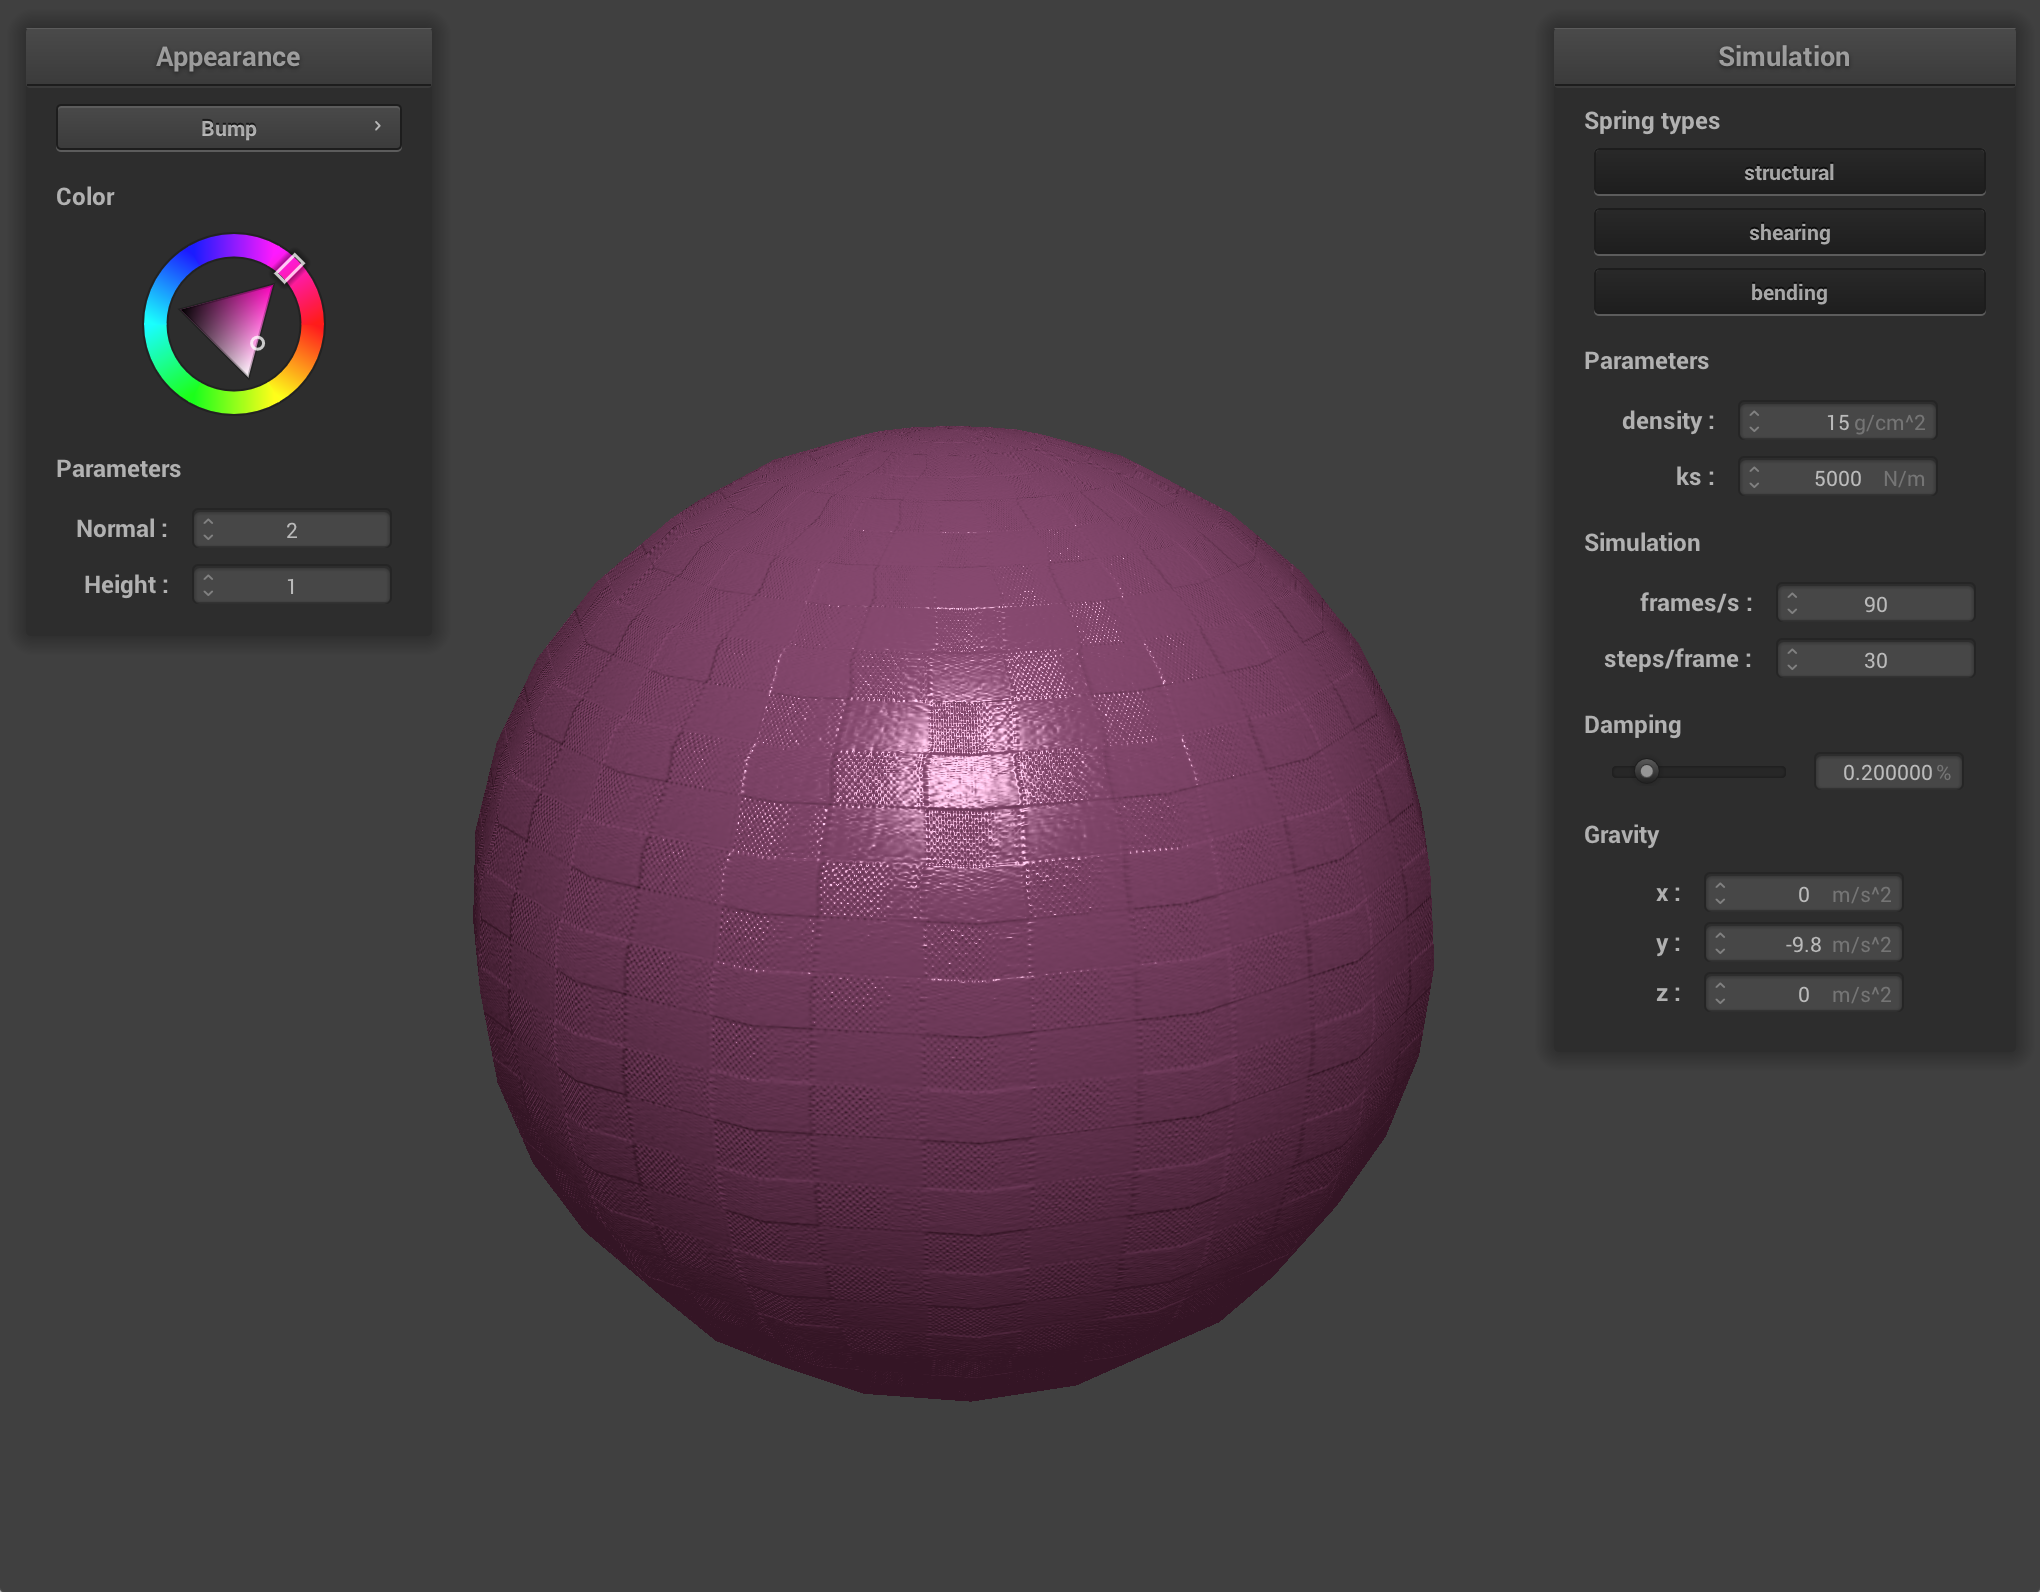 Appearance
Bump
Color
Parameters
Normal : 2
Height : 1
Simulation
Spring types
structural
shearing
bending
Parameters
density : 15 g/cm^2
ks : 5000 N/m
Simulation
frames/s : 90
steps/frame : 30
Damping
0.200000 %
Gravity
x : 0 m/s^2
y : -9.8 m/s^2
z : 0 m/s^2